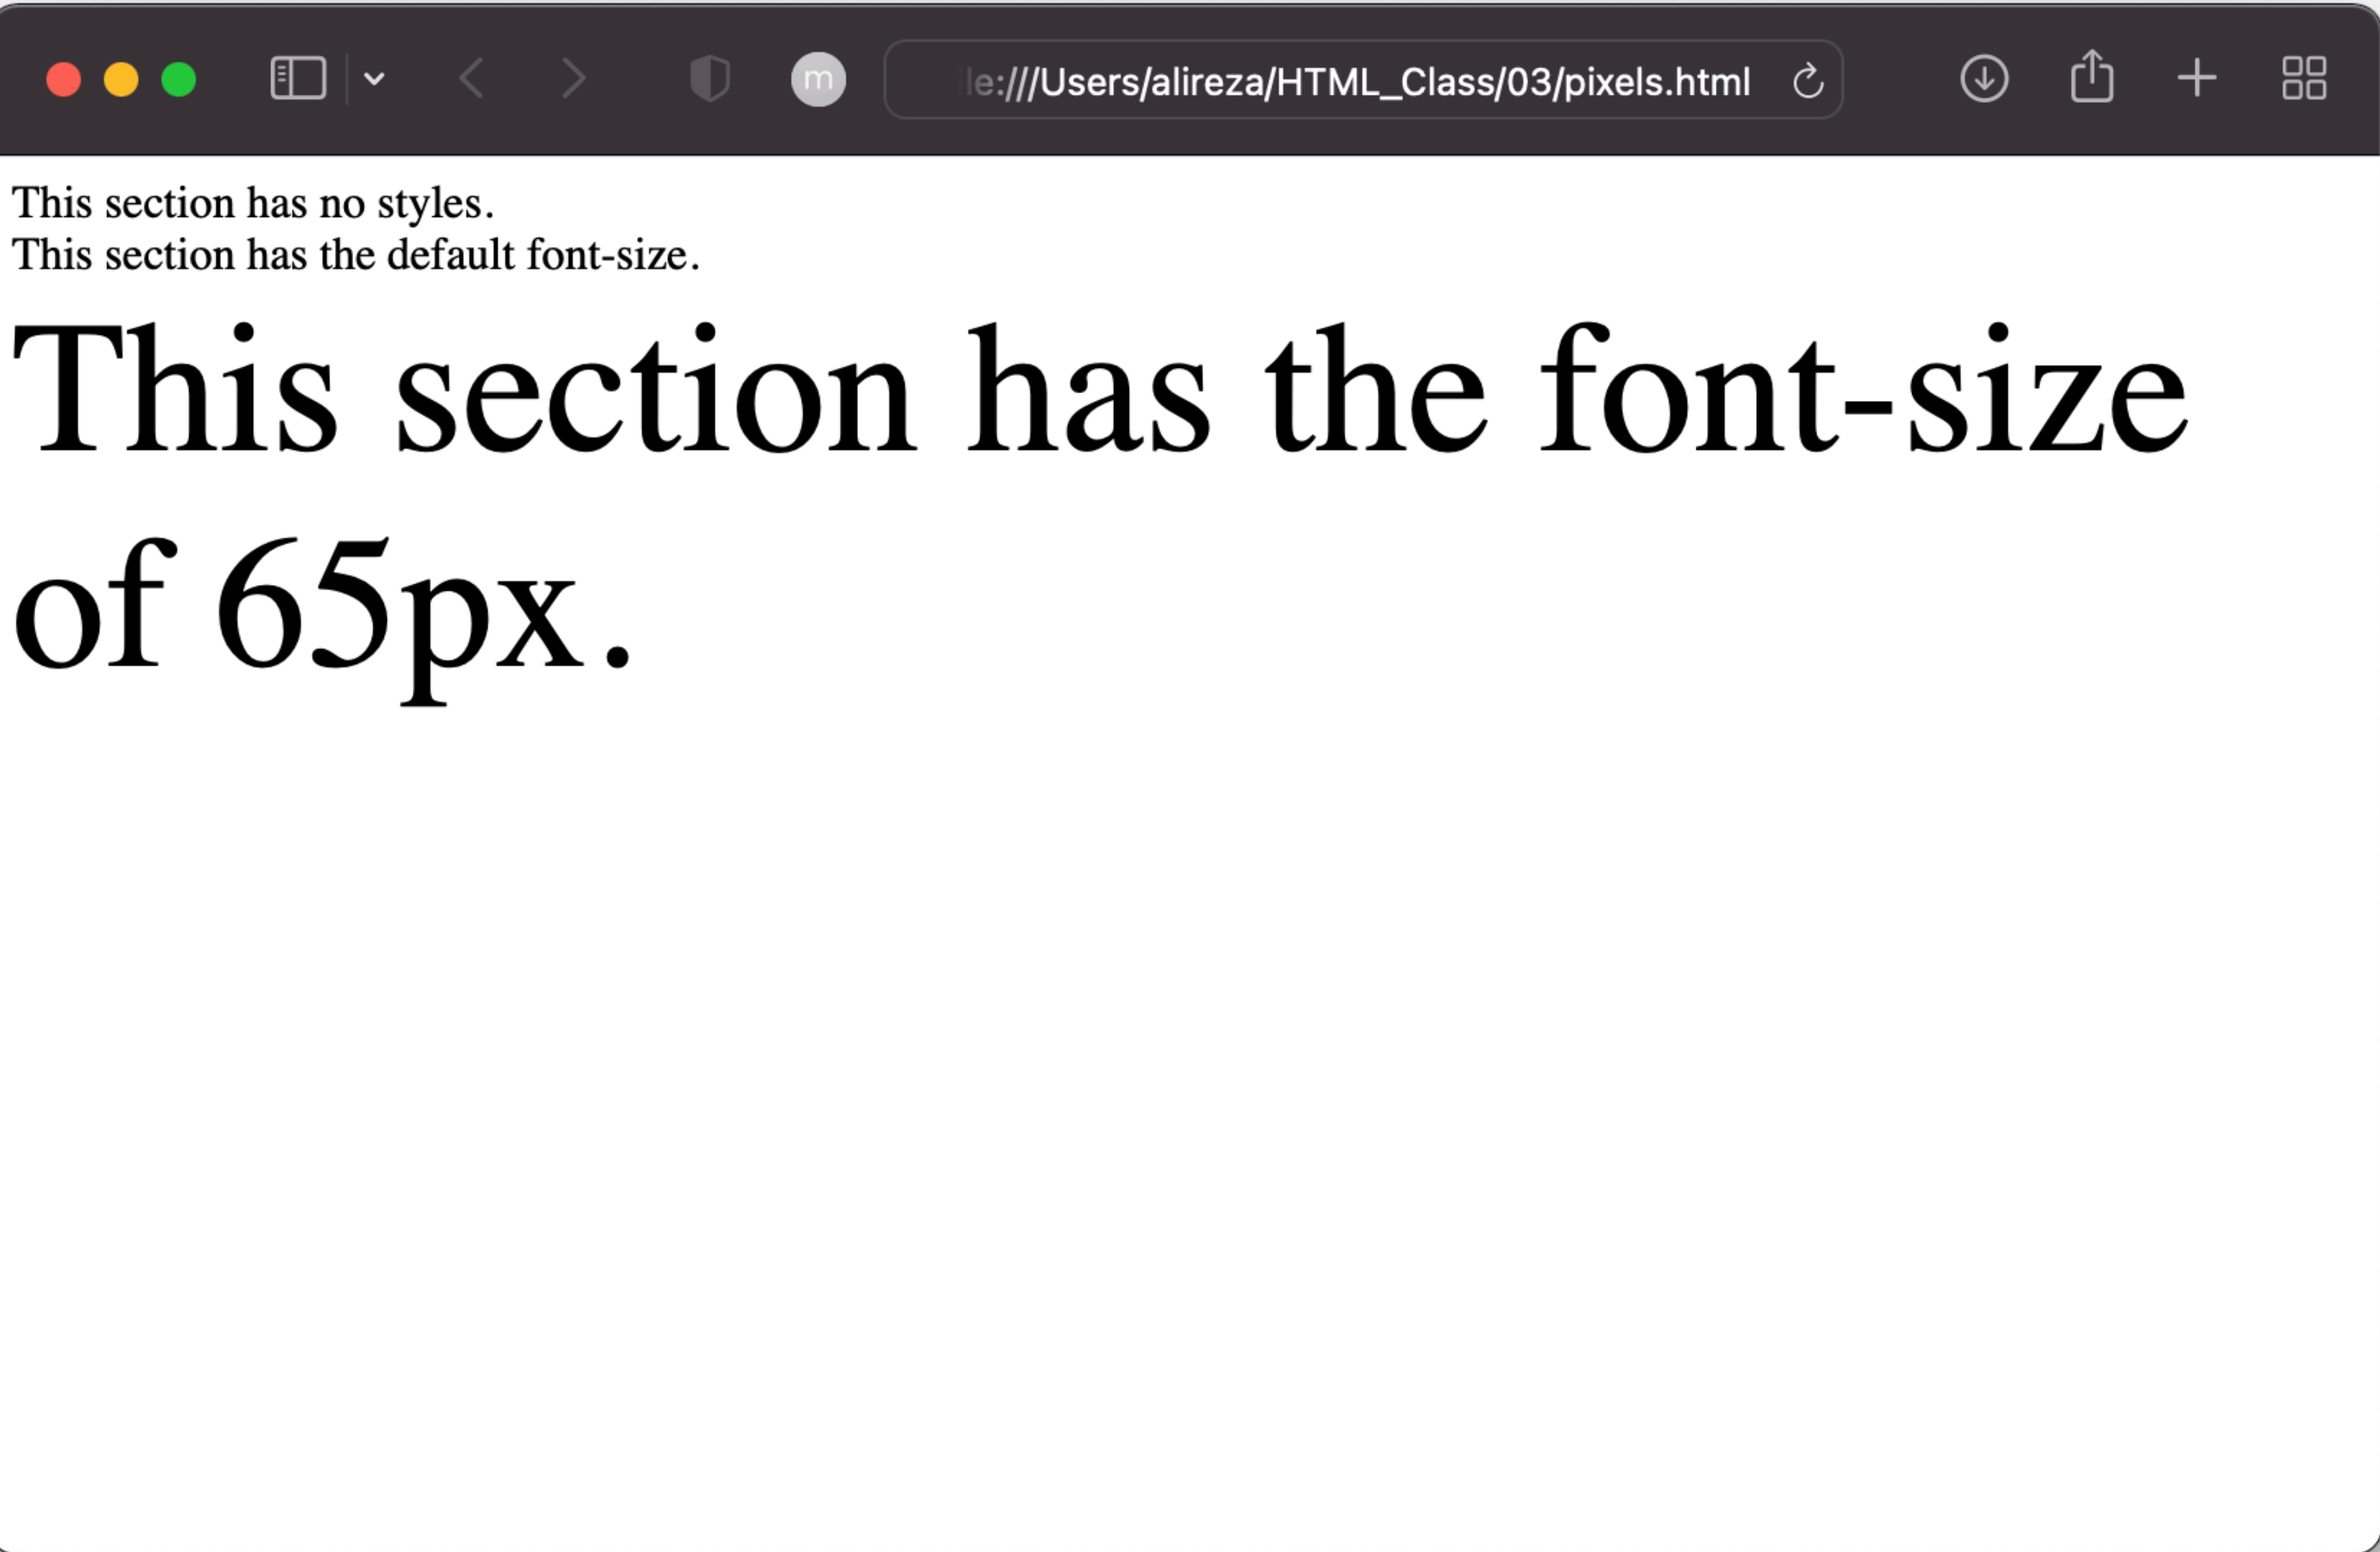 m
le:///Users/alireza/HTML_Class/03/pixels.html
This section has no styles.
This section has the default font-size.
This section has the font-size
of 65px.